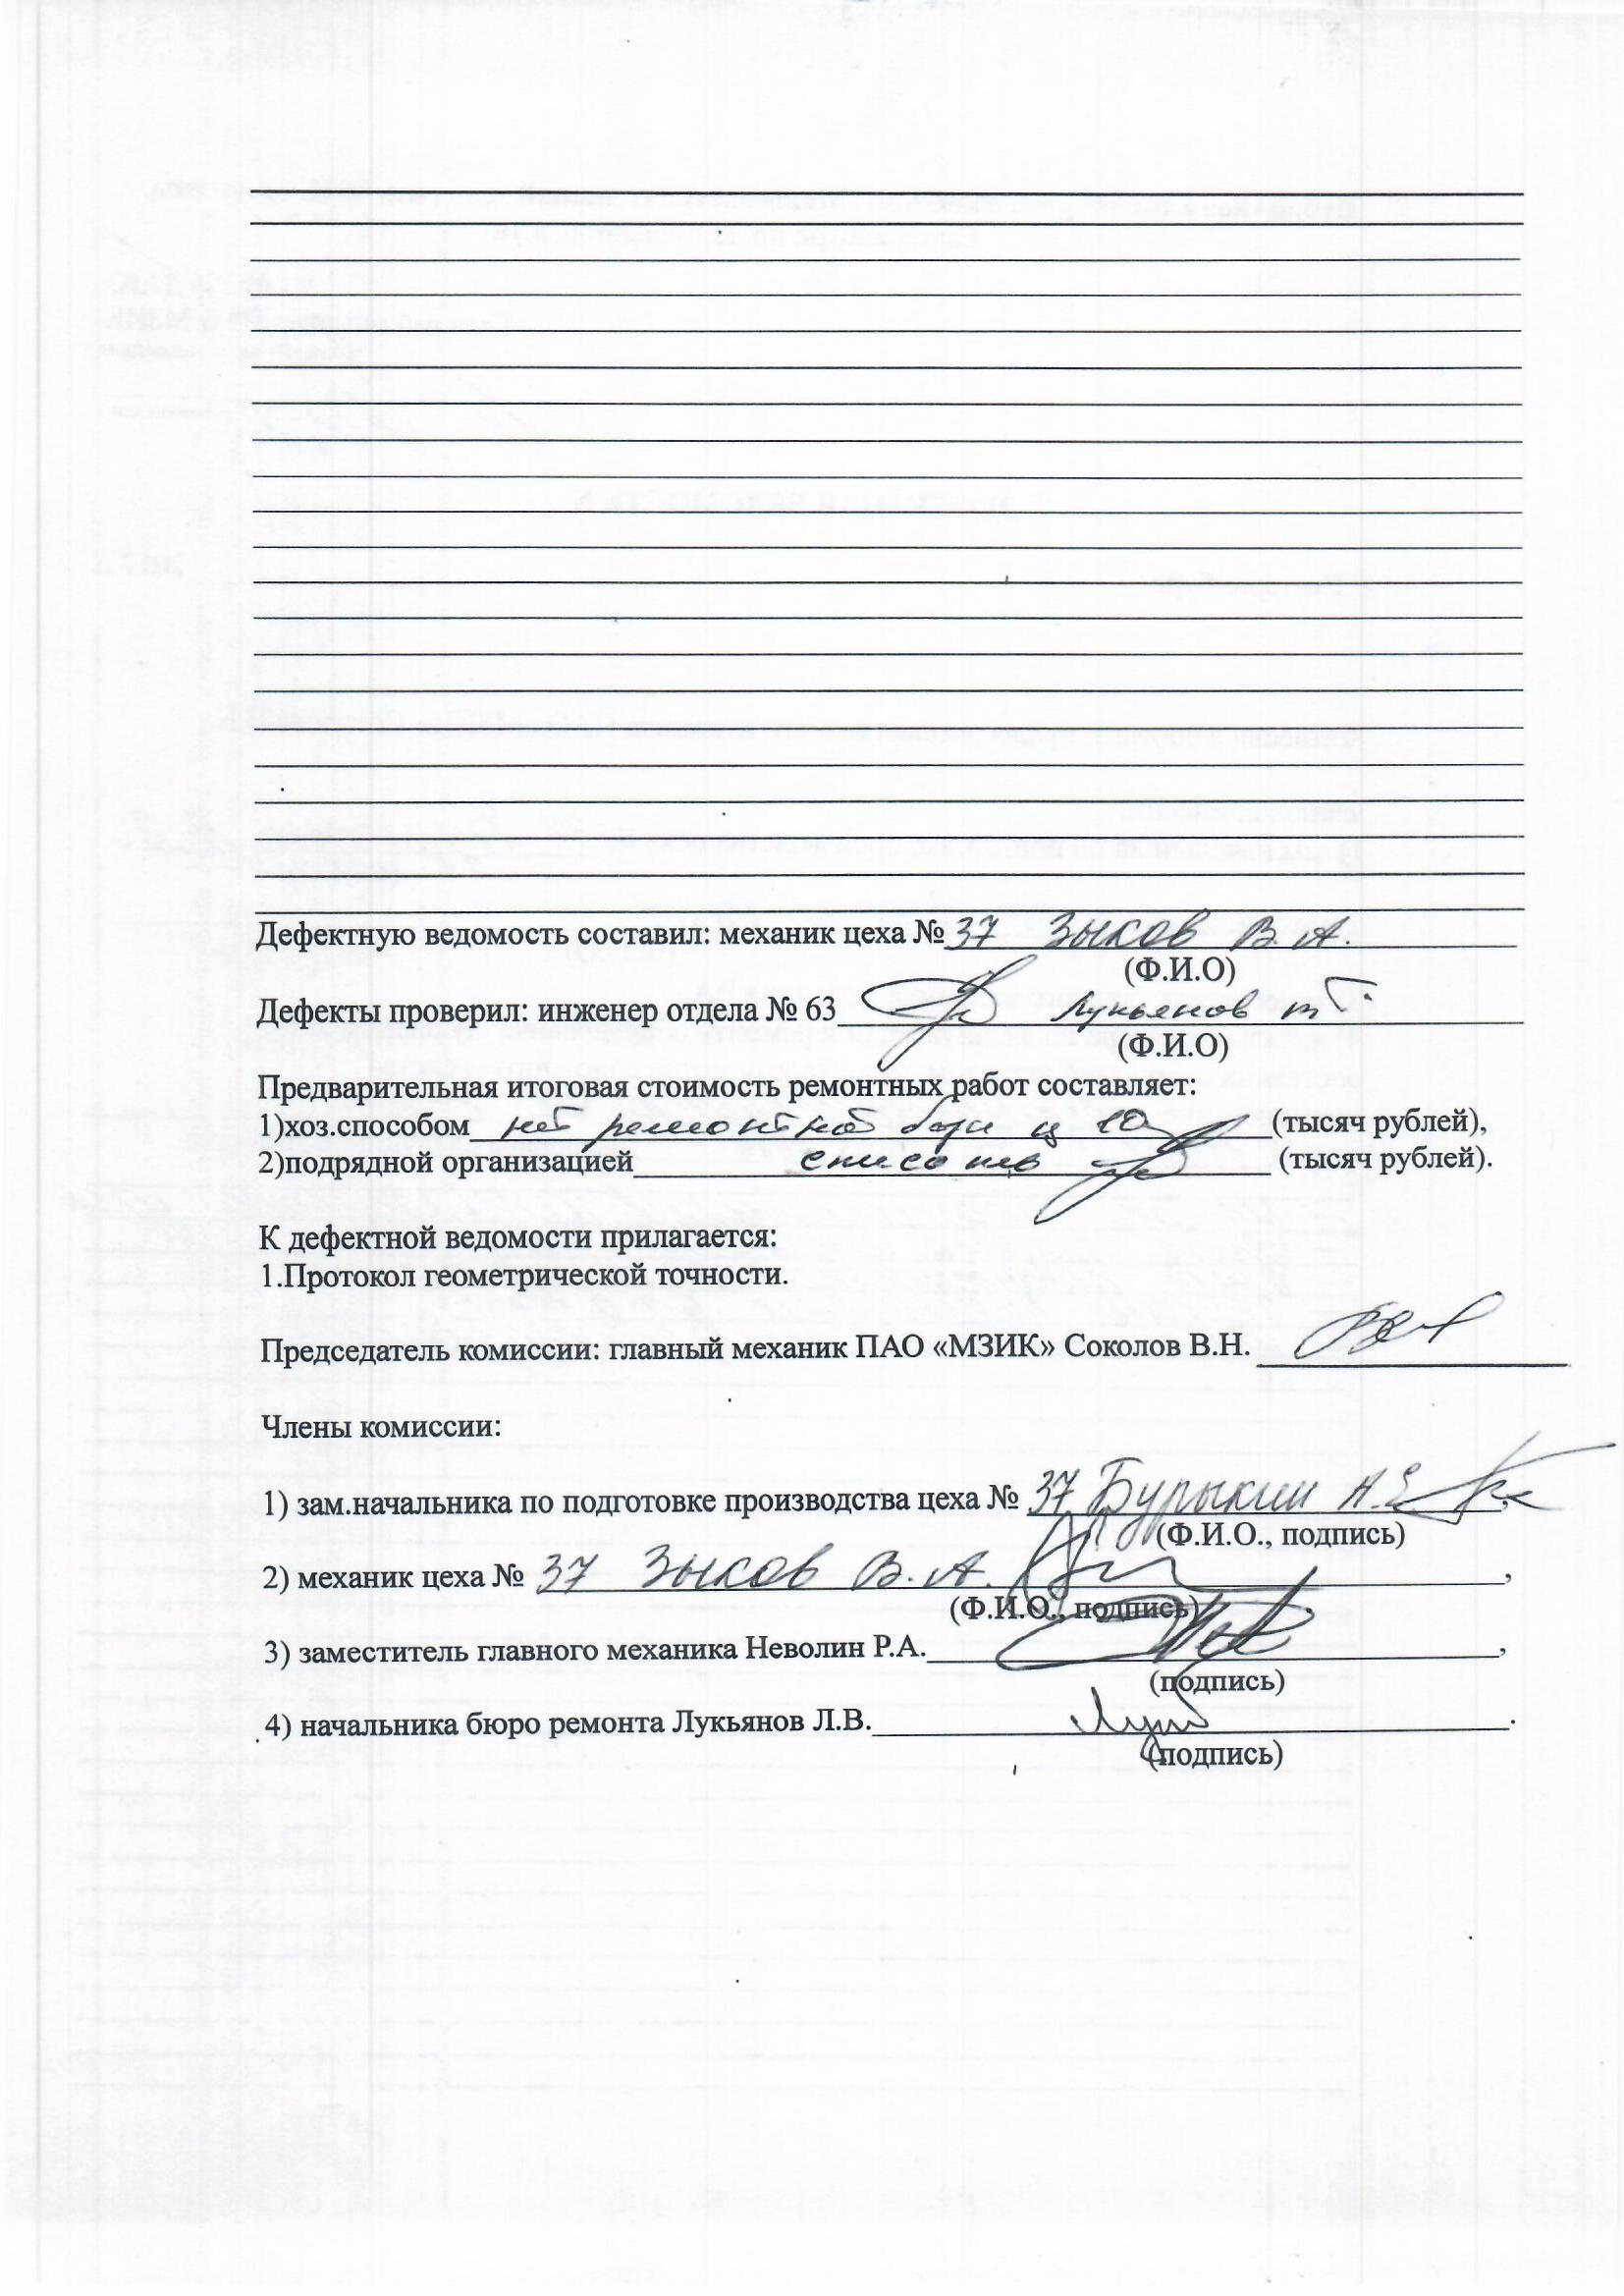 Дефектную ведомость составил: механик цеха № 37 Зыков В.А.
(Ф.И.О)
Дефекты проверил: инженер отдела № 63 Лукьянов
(Ф.И.О)
Предварительная итоговая стоимость ремонтных работ составляет:
1)хоз.способом нет ремонтной ц (тысяч рублей),
2)подрядной организацией (тысяч рублей).
К дефектной ведомости прилагается:
1.Протокол геометрической точности.
Председатель комиссии: главный механик ПАО «МЗИК» Соколов В.Н.
Члены комиссии:
1) зам.начальника по подготовке производства цеха № 37 Бурыкин А.Е.
(Ф.И.О., подпись)
2) механик цеха № 37 Зыков В.А. ,
(Ф.И.О., подпись)
3) заместитель главного механика Неволин Р.А. ,
(подпись)
4) начальника бюро ремонта Лукьянов Л.В. .
(подпись)